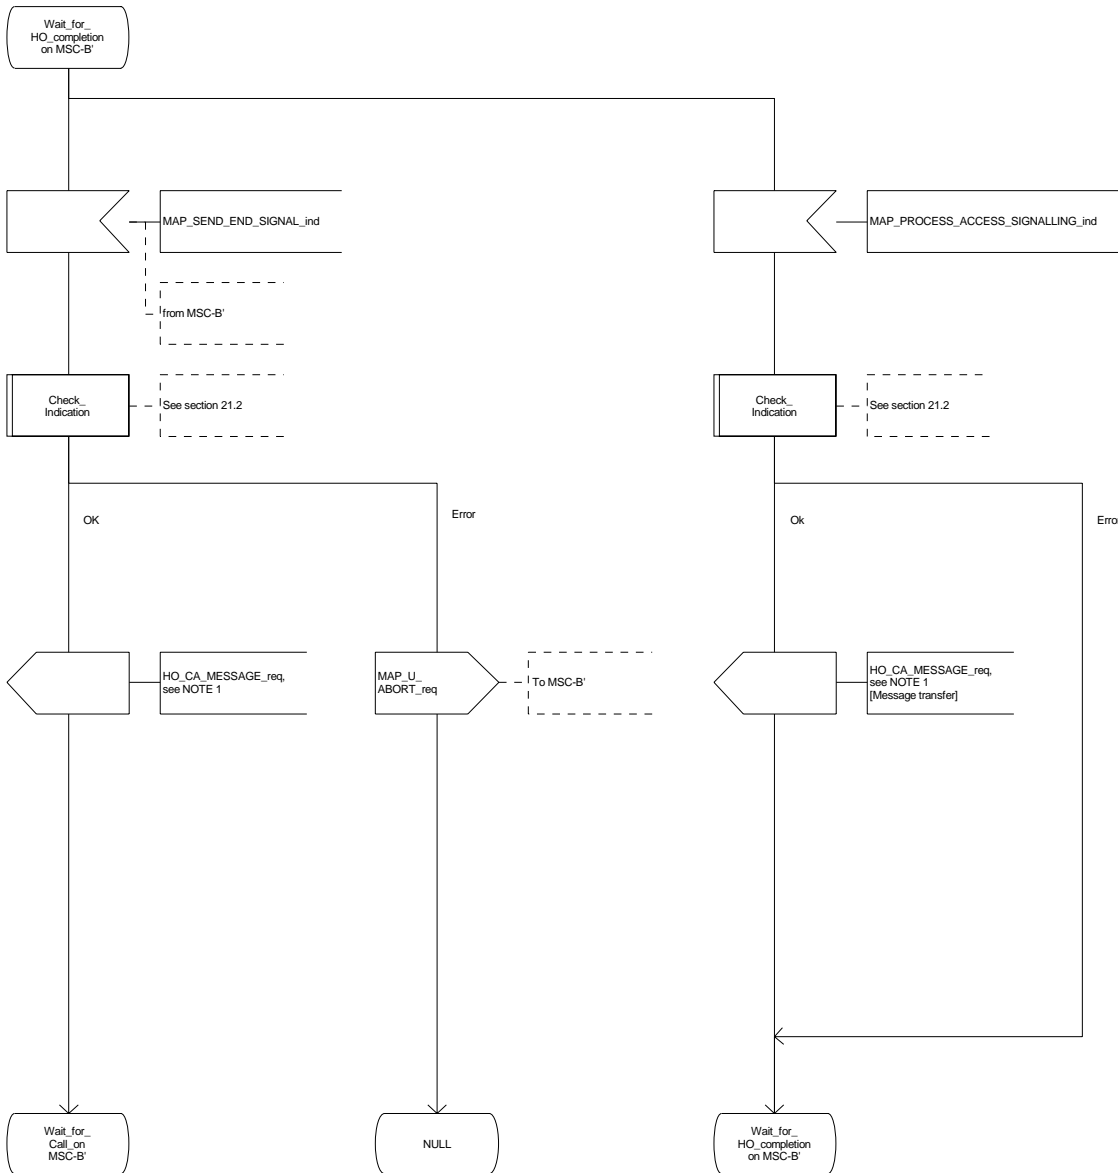 Wait_for_
HO_completion
on MSC-B'
MAP_SEND_END_SIGNAL_ind
MAP_PROCESS_ACCESS_SIGNALLING_ind
from MSC-B'
Check_
Indication
See section 21.2
Check_
Indication
See section 21.2
OK
Error
Ok
Error
HO_CA_MESSAGE_req,
see NOTE 1
MAP_U_
ABORT_req
To MSC-B'
HO_CA_MESSAGE_req,
see NOTE 1
[Message transfer]
Wait_for_
Call_on
MSC-B'
NULL
Wait_for_
HO_completion
on MSC-B'